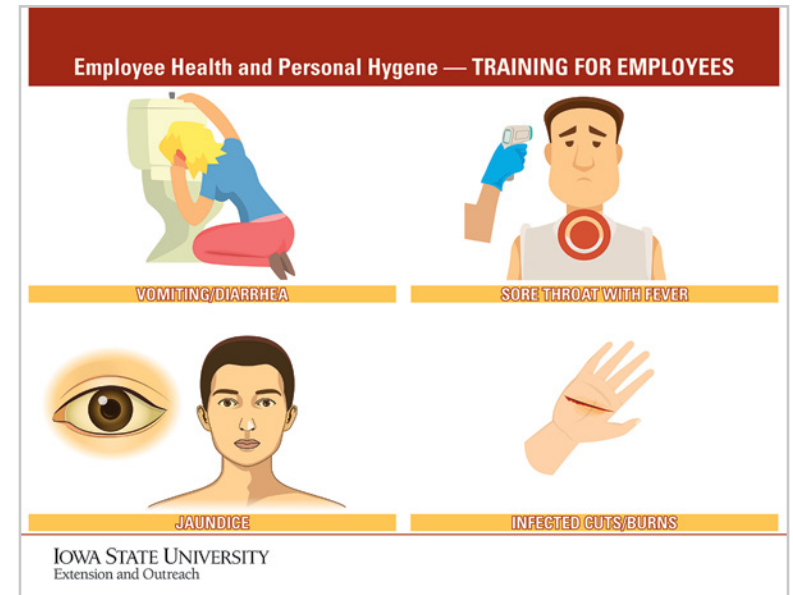 Employee Health and Personal Hygene — TRAINING FOR EMPLOYEES
VOMITING/DIARRHEA
SORE THROAT WITH FEVER
JAUNDICE
INFECTED CUTS/BURNS
IOWA STATE UNIVERSITY
Extension and Outreach